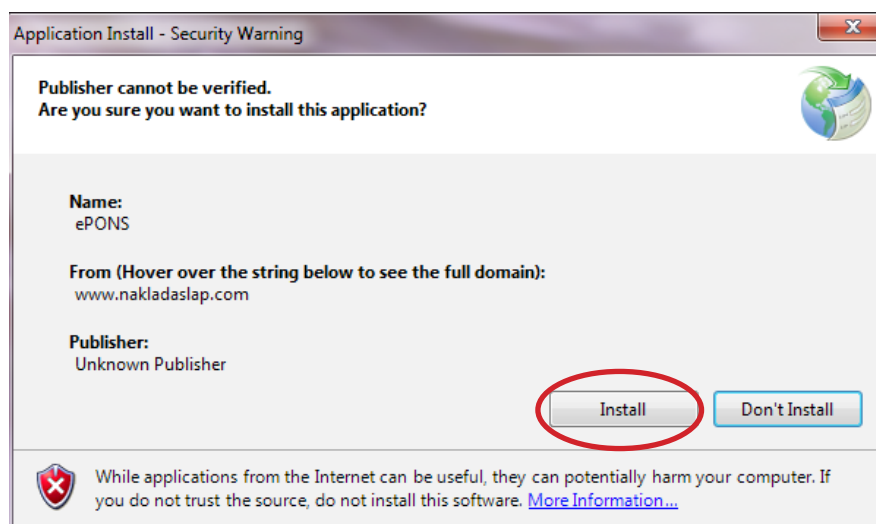 Application Install - Security Warning
Publisher cannot be verified.
Are you sure you want to install this application?
Name:
ePONS
From (Hover over the string below to see the full domain):
www.nakladaslap.com
Publisher:
Unknown Publisher
Install
Don't Install
While applications from the Internet can be useful, they can potentially harm your computer. If
you do not trust the source, do not install this software. More Information...